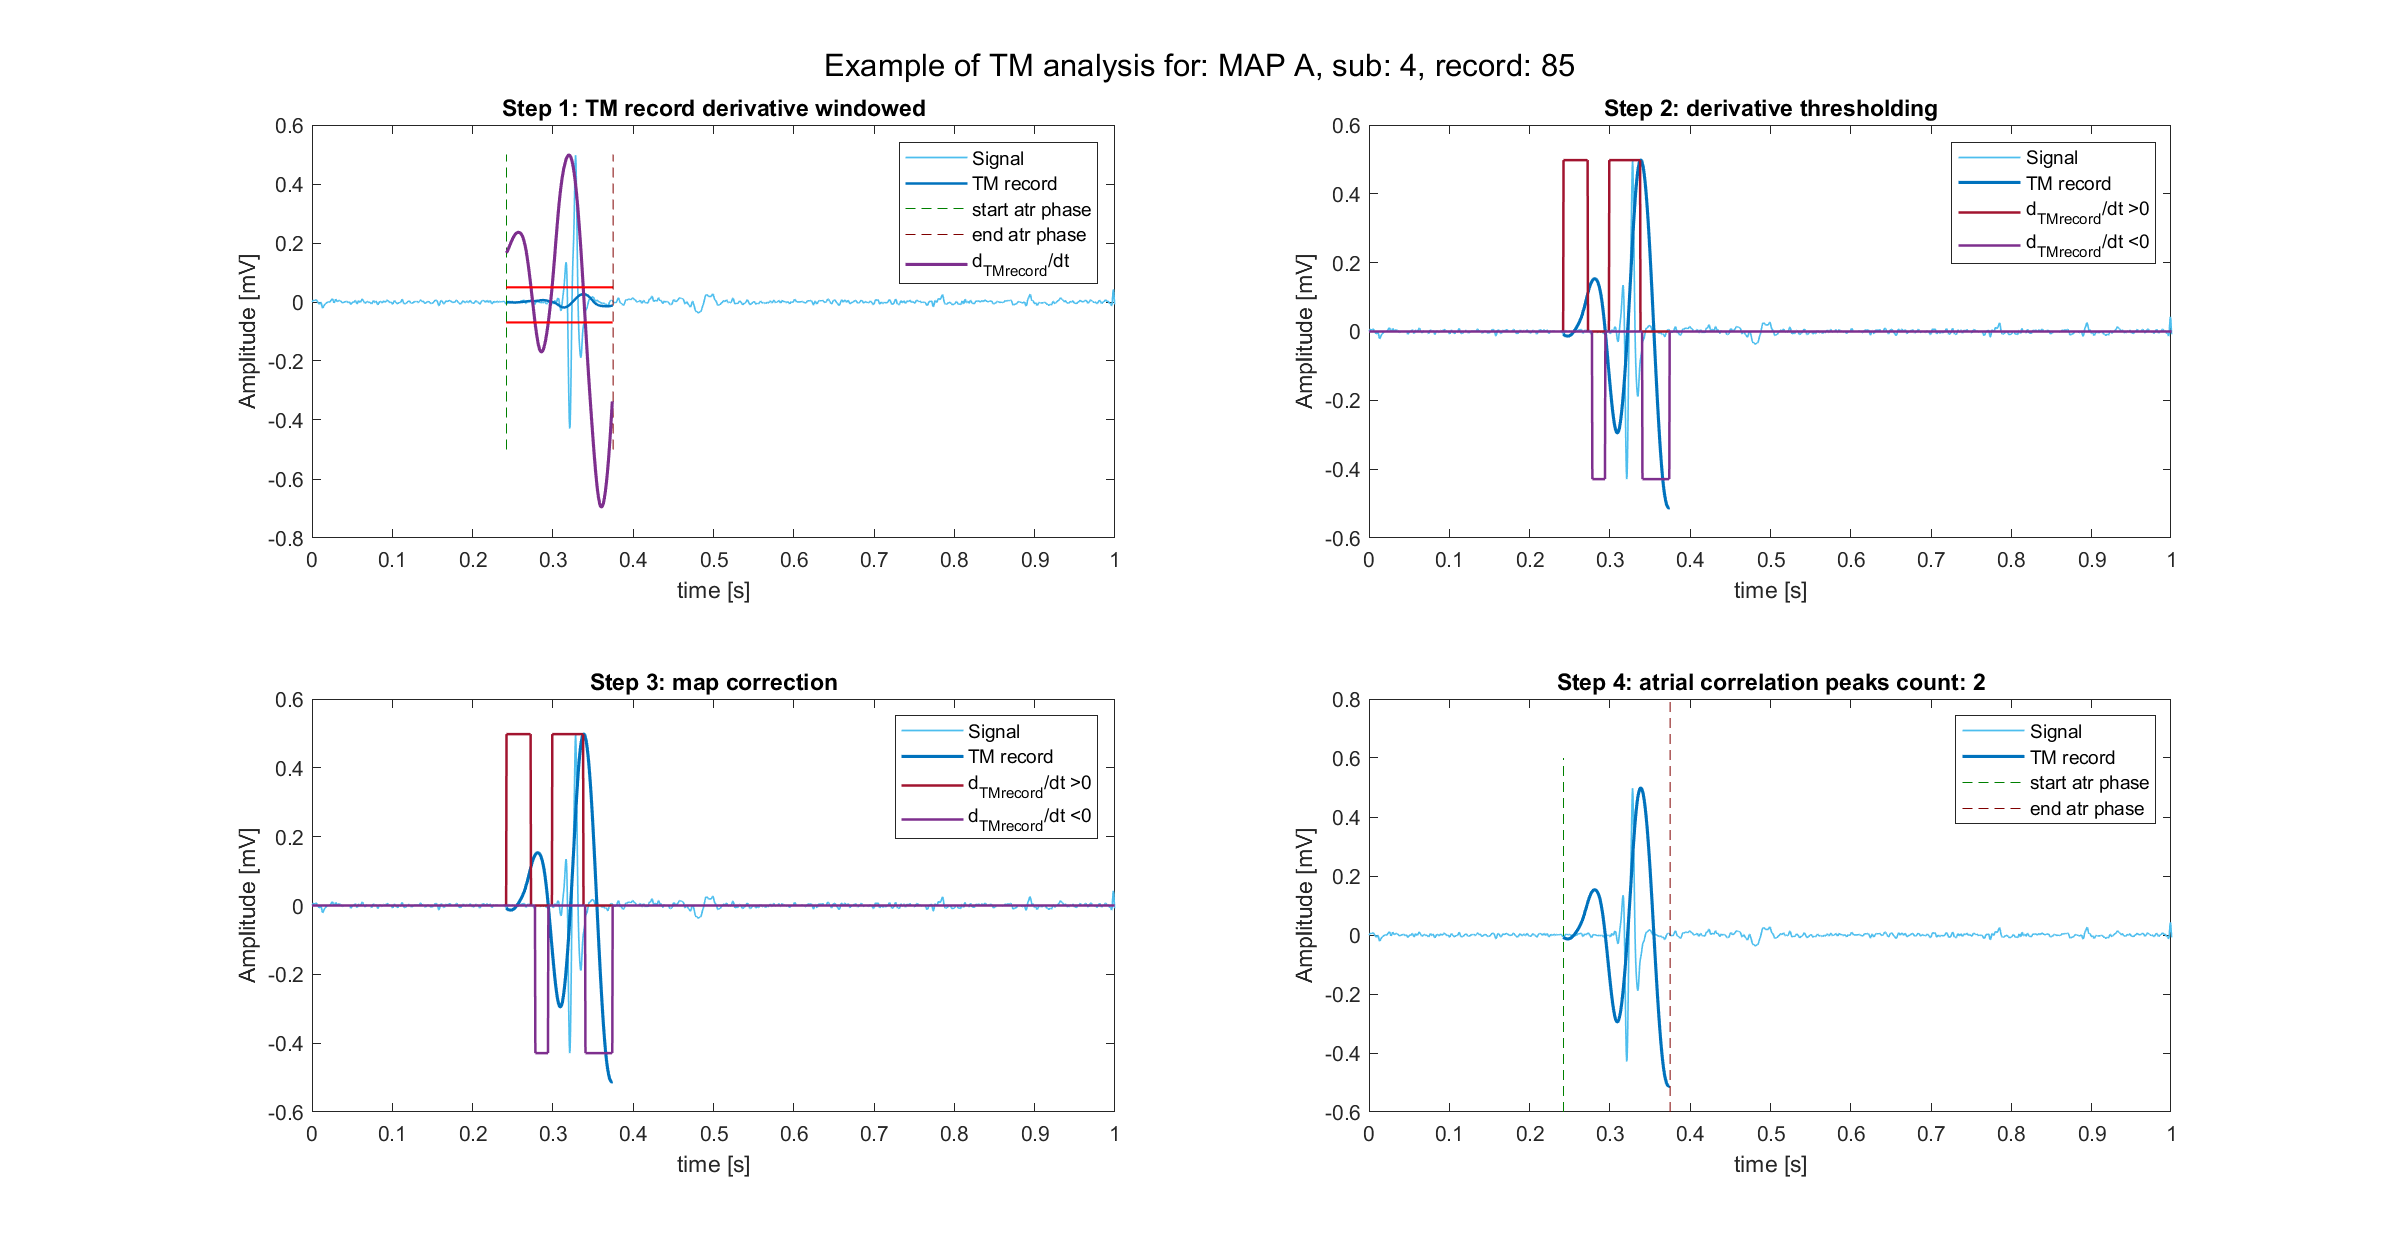 Example of TM analysis for: MAP A, sub: 4, record: 85
Step 1: TM record derivative windowed
0.6
0.4
0.2
0
-0.2
-0.4
-0.6
-0.8
Amplitude [mV]
0 0.1 0.2 0.3 0.4 0.5 0.6 0.7 0.8 0.9 1
time [s]
Signal
TM record
start atr phase
end atr phase
d_TMrecord/dt
Step 2: derivative thresholding
0.6
0.4
0.2
0
-0.2
-0.4
-0.6
Amplitude [mV]
0 0.1 0.2 0.3 0.4 0.5 0.6 0.7 0.8 0.9 1
time [s]
Signal
TM record
d_TMrecord/dt >0
d_TMrecord/dt <0
Step 3: map correction
0.6
0.4
0.2
0
-0.2
-0.4
-0.6
Amplitude [mV]
0 0.1 0.2 0.3 0.4 0.5 0.6 0.7 0.8 0.9 1
time [s]
Signal
TM record
d_TMrecord/dt >0
d_TMrecord/dt <0
Step 4: atrial correlation peaks count: 2
0.8
0.6
0.4
0.2
0
-0.2
-0.4
-0.6
Amplitude [mV]
0 0.1 0.2 0.3 0.4 0.5 0.6 0.7 0.8 0.9 1
time [s]
Signal
TM record
start atr phase
end atr phase